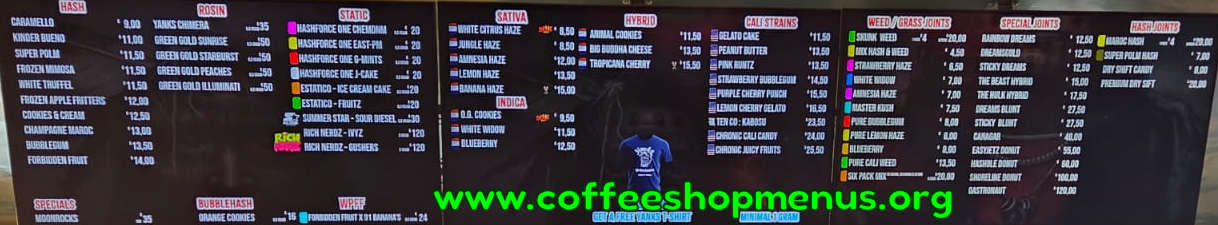 HASH
CARAMELLO € 9,00
KINDER BUENO €11,00
SUPER POLM €11,50
FROZEN MIMOSA €11,50
WHITE TRUFFEL €11,50
FROZEN APPLE FRITTERS €12,00
COOKIES & CREAM €12,50
CHAMPAGNE MAROC €13,00
BUBBLEGUM €13,50
FORBIDDEN FRUIT €14,00
SPECIALS
MOONROCKS €35
ROSIN
YANKS CHIMERA €35
GREEN GOLD SUNRISE €50
GREEN GOLD STARBURST €50
GREEN GOLD PEACHES €50
GREEN GOLD ILLUMINATI €50
BUBBLEHASH
ORANGE COOKIES €16
STATIC
HASHFORCE ONE CHEMDNM € 20
HASHFORCE ONE EAST-PM € 20
HASHFORCE ONE G-MINTS € 20
HASHFORCE ONE J-CAKE € 20
ESTATICO - ICE CREAM CAKE €20
ESTATICO - FRUITZ € 20
SUMMER STAR - SOUR DIESEL €30
RICH NERDZ - IVYZ €120
RICH NERDZ - GUSHERS €120
WPFF
FORBIDDEN FRUIT X 91 BANANA'S € 24
SATIVA
WHITE CITRUS HAZE € 8,50
JUNGLE HAZE € 8,50
AMNESIA HAZE €12,00
LEMON HAZE €13,50
BANANA HAZE €15,00
INDICA
O.G. COOKIES € 9,50
WHITE WIDOW €11,50
BLUEBERRY €12,50
HYBRID
ANIMAL COOKIES €11,50
BIG BUDDHA CHEESE €13,50
TROPICANA CHERRY €15,50
GET A FREE YANKS T-SHIRT
CALI STRAINS
GELATO CAKE €11,50
PEANUT BUTTER €13,50
PINK RUNTZ €13,50
STRAWBERRY BUBBLEGUM €14,50
PURPLE CHERRY PUNCH €15,50
LEMON CHERRY GELATO €16,50
TEN CO : KABOSU €23,50
CHRONIC CALI CANDY €24,00
CHRONIC JUICY FRUITS €25,50
MINIMAL 1 GRAM
WEED / GRASS JOINTS
SKUNK WEED €4 €20,00
MIX HASH & WEED € 4,50
STRAWBERRY HAZE € 6,50
WHITE WIDOW € 7,00
AMNESIA HAZE € 7,50
MASTER KUSH € 7,50
PURE BUBBLEGUM € 8,00
PURE LEMON HAZE € 8,00
BLUEBERRY € 9,00
PURE CALI WEED €13,50
SIX PACK MIX €20,00
SPECIAL JOINTS
RAINBOW DREAMS € 12,50
DREAMSGOLD € 12,50
STICKY DREAMS € 12,50
THE BEAST HYBRID € 15,00
THE HULK HYBRID € 17,50
DREAMS BLUNT € 27,50
STICKY BLUNT € 27,50
CANAGAR € 40,00
EASYJETZ DONUT € 55,00
HASHOLE DONUT € 60,00
SHORELINE DONUT €100,00
GASTRONAUT €120,00
HASH JOINTS
MAROC HASH €4 €20,00
SUPER POLM HASH € 7,00
DRY SHIFT CANDY € 9,00
PREMIUM DRY SIFT €20,00
www.coffeeshopmenus.org